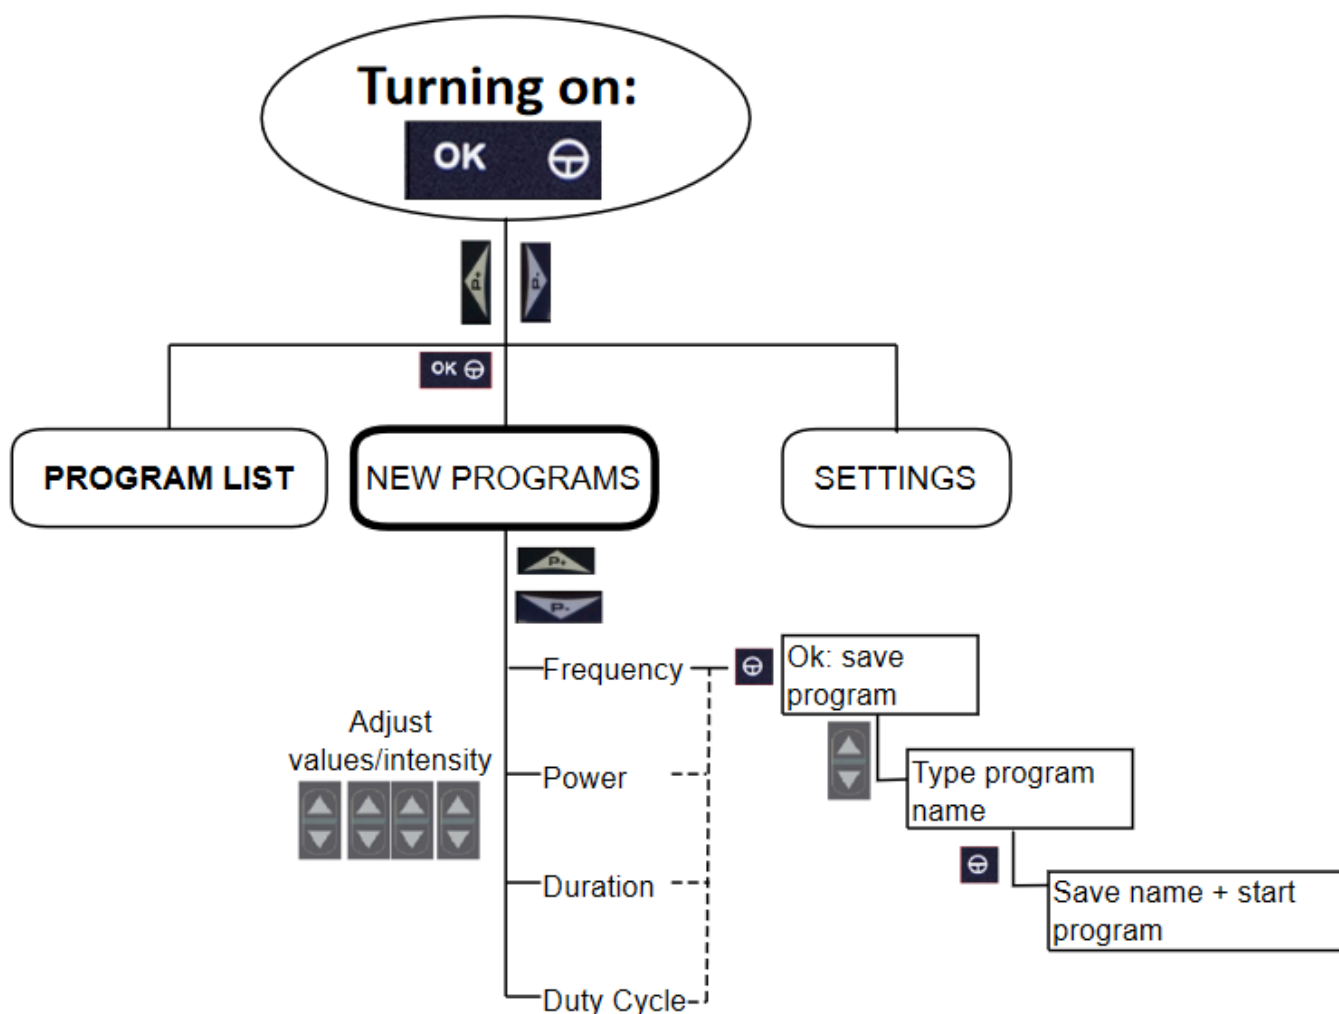 Turning on:
OK
P+
P-
OK
PROGRAM LIST
NEW PROGRAMS
SETTINGS
P+
P-
Frequency
Ok: save
program
Adjust
values/intensity
Power
Type program
name
Duration
Save name + start
program
Duty Cycle